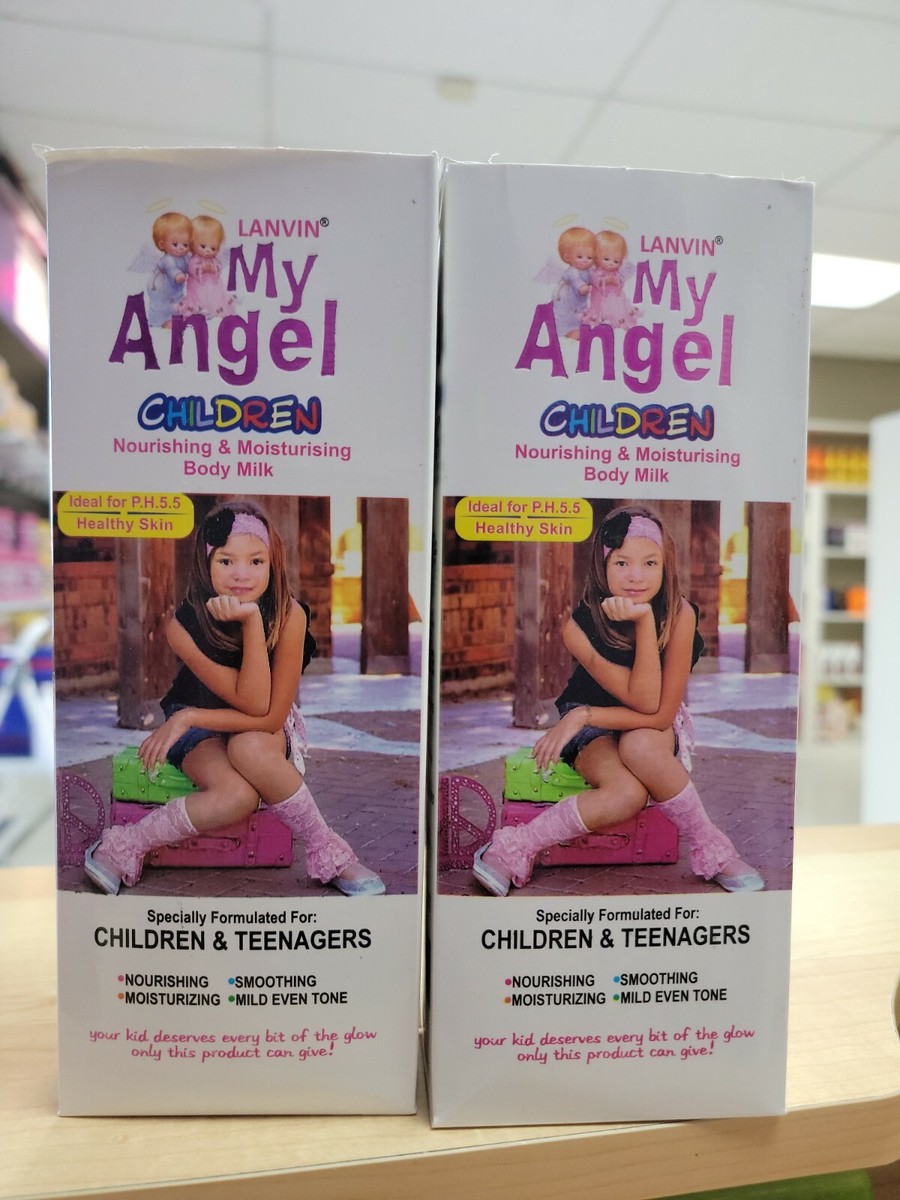 LANVIN®
My
Angel
CHILDREN
Nourishing & Moisturising
Body Milk
Ideal for P.H.5.5
Healthy Skin
Specially Formulated For:
CHILDREN & TEENAGERS
•NOURISHING •SMOOTHING
•MOISTURIZING •MILD EVEN TONE
your kid deserves every bit of the glow
only this product can give!
LANVIN®
My
Angel
CHILDREN
Nourishing & Moisturising
Body Milk
Ideal for P.H.5.5
Healthy Skin
Specially Formulated For:
CHILDREN & TEENAGERS
•NOURISHING •SMOOTHING
•MOISTURIZING •MILD EVEN TONE
your kid deserves every bit of the glow
only this product can give!